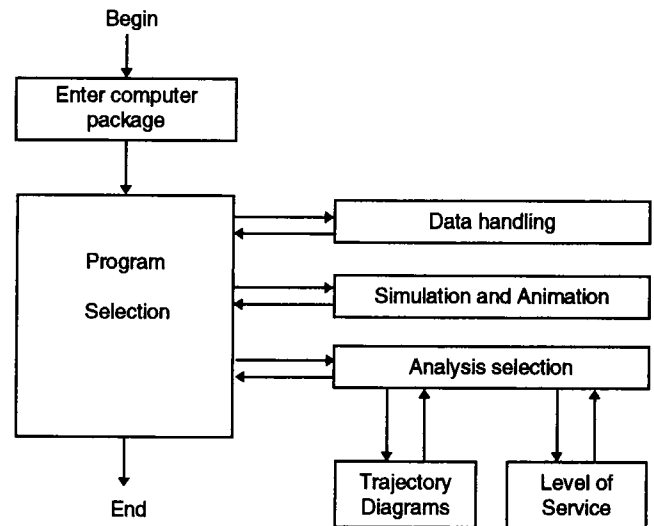 Begin
Enter computer
package
Program
Selection
Data handling
Simulation and Animation
Analysis selection
Trajectory
Diagrams
Level of
Service
End